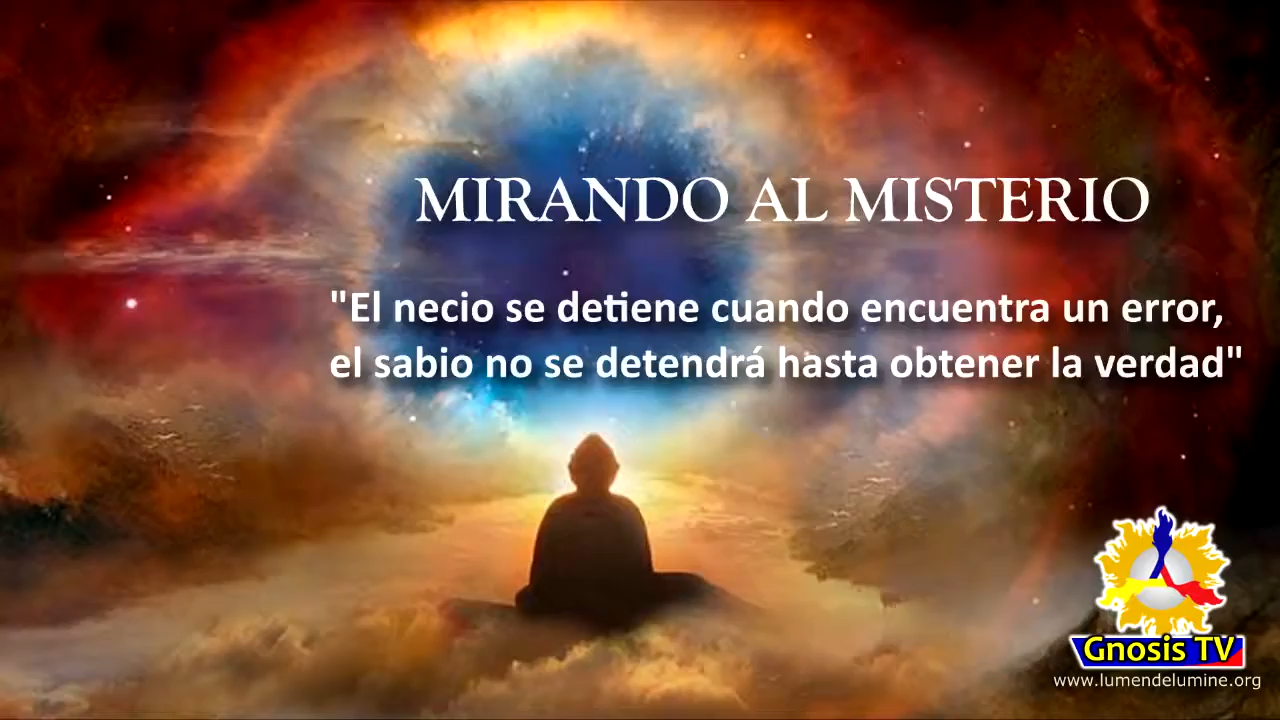 MIRANDO AL MISTERIO
"El necio se detiene cuando encuentra un error,
el sabio no se detendrá hasta obtener la verdad"
Gnosis TV
www.lumendelumine.org